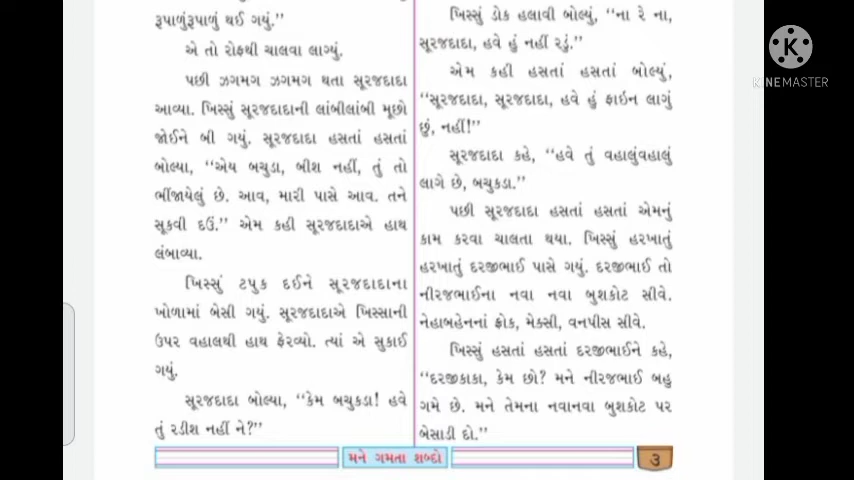 રૂપાળુંરૂપાળું થઈ ગયું.”
એ તો રોફથી ચાલવા લાગ્યું.
પછી ઝગમગ ઝગમગ થતા સૂરજદાદા
આવ્યા. ખિસ્સું સૂરજદાદાની લાંબીલાંબી મૂછો
જોઈને બી ગયું. સૂરજદાદા હસતાં હસતાં
બોલ્યા, “એય બચુડા, બીશ નહીં, તું તો
ભીંજાયેલું છે. આવ, મારી પાસે આવ. તને
સૂકવી દઉં.” એમ કહી સૂરજદાદાએ હાથ
લંબાવ્યા.
ખિસ્સું ટપુક દઈને સૂરજદાદાના
ખોળામાં બેસી ગયું. સૂરજદાદાએ ખિસ્સાની
ઉપર વહાલથી હાથ ફેરવ્યો. ત્યાં એ સુકાઈ
ગયું.
સૂરજદાદા બોલ્યા, “કેમ બચુકડા! હવે
તું રડીશ નહીં ને?”
ખિસ્સું ડોક હલાવી બોલ્યું, “ના રે ના,
સૂરજદાદા, હવે હું નહીં રડું.”
એમ કહી હસતાં હસતાં બોલ્યું,
“સૂરજદાદા, સૂરજદાદા, હવે હું ફાઇન લાગું
છું, નહીં!”
સૂરજદાદા કહે, “હવે તું વહાલુંવહાલું
લાગે છે, બચુકડા.”
પછી સૂરજદાદા હસતાં હસતાં એમનું
કામ કરવા ચાલતા થયા. ખિસ્સું હરખાતું
હરખાતું દરજીભાઈ પાસે ગયું. દરજીભાઈ તો
નીરજભાઈના નવા નવા બુશકોટ સીવે.
નેહાબહેનનાં ફ્રોક, મેક્સી, વનપીસ સીવે.
ખિસ્સું હસતાં હસતાં દરજીભાઈને કહે,
“દરજીકાકા, કેમ છો? મને નીરજભાઈ બહુ
ગમે છે. મને તેમના નવાનવા બુશકોટ પર
બેસાડી દો.”
મને ગમતા શબ્દો
૩
KINEMASTER